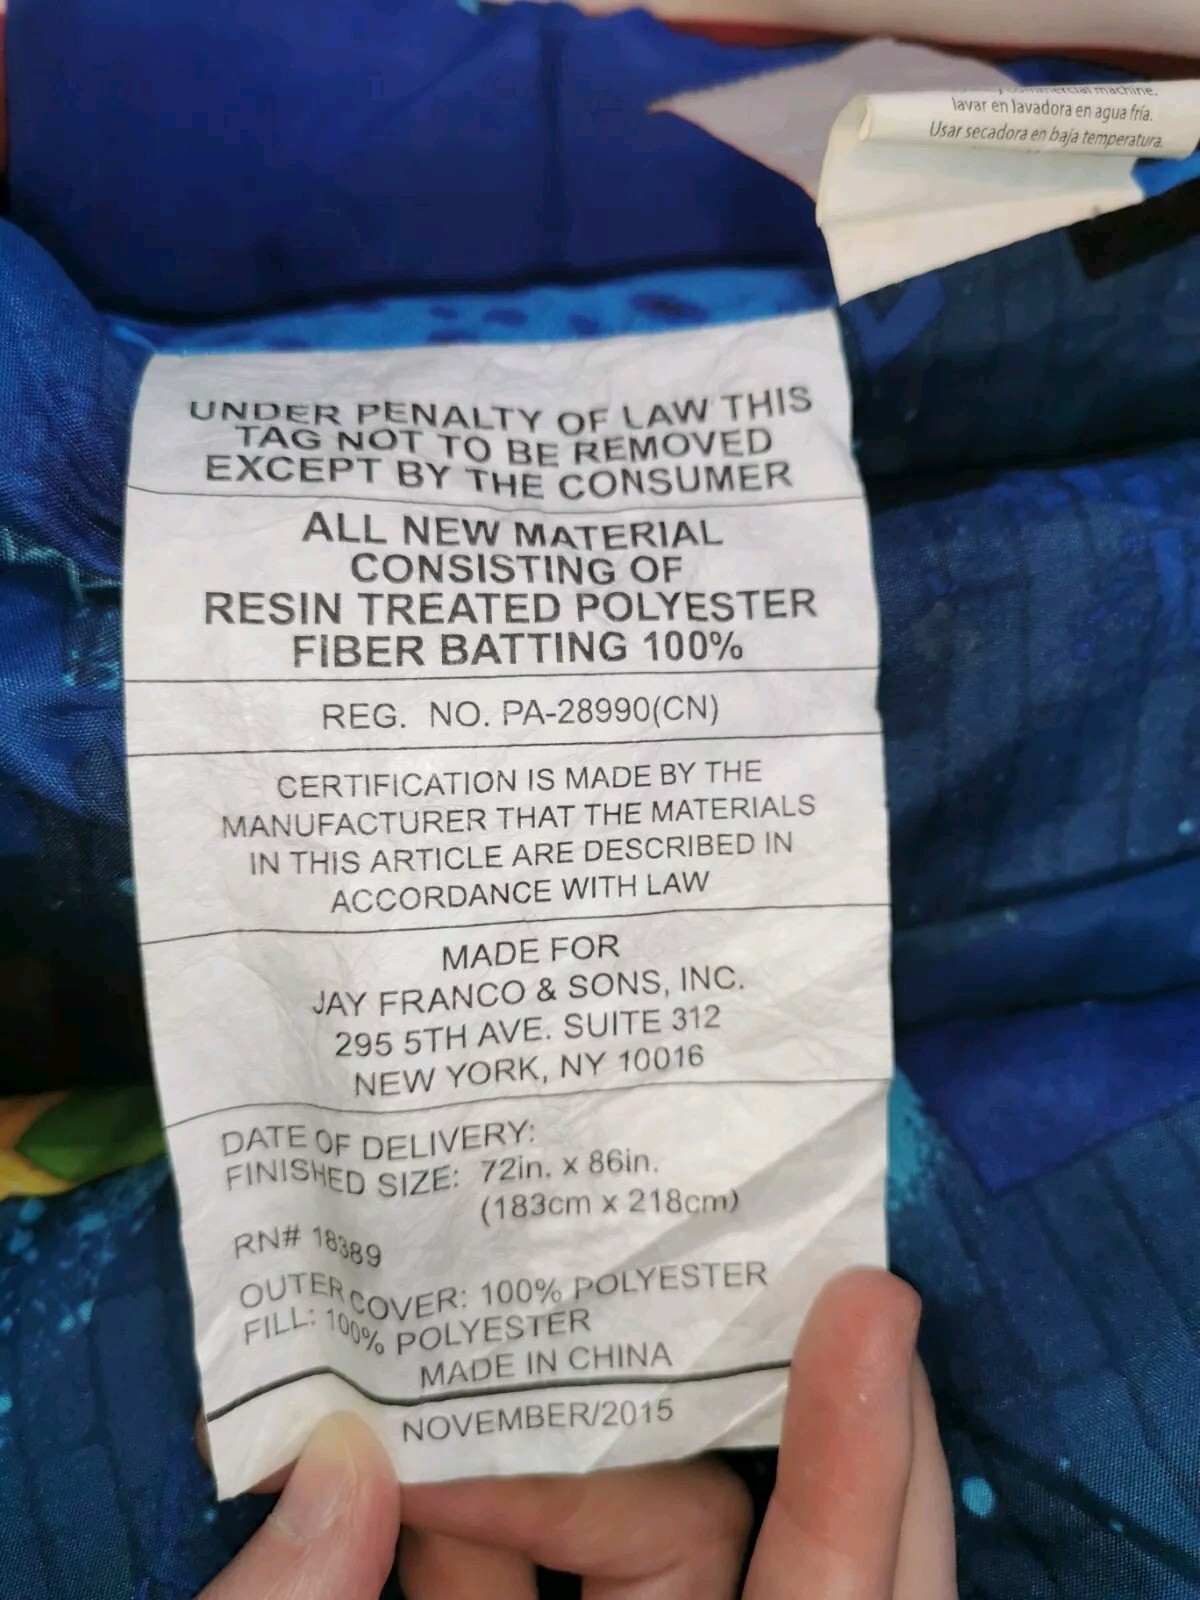 machine.
lavar en lavadora en agua fría.
Usar secadora en baja temperatura.
UNDER PENALTY OF LAW THIS
TAG NOT TO BE REMOVED
EXCEPT BY THE CONSUMER
ALL NEW MATERIAL
CONSISTING OF
RESIN TREATED POLYESTER
FIBER BATTING 100%
REG. NO. PA-28990(CN)
CERTIFICATION IS MADE BY THE
MANUFACTURER THAT THE MATERIALS
IN THIS ARTICLE ARE DESCRIBED IN
ACCORDANCE WITH LAW
MADE FOR
JAY FRANCO & SONS, INC.
295 5TH AVE. SUITE 312
NEW YORK, NY 10016
DATE OF DELIVERY:
FINISHED SIZE: 72in. x 86in.
(183cm x 218cm)
RN# 18389
OUTER COVER: 100% POLYESTER
FILL: 100% POLYESTER
MADE IN CHINA
NOVEMBER/2015